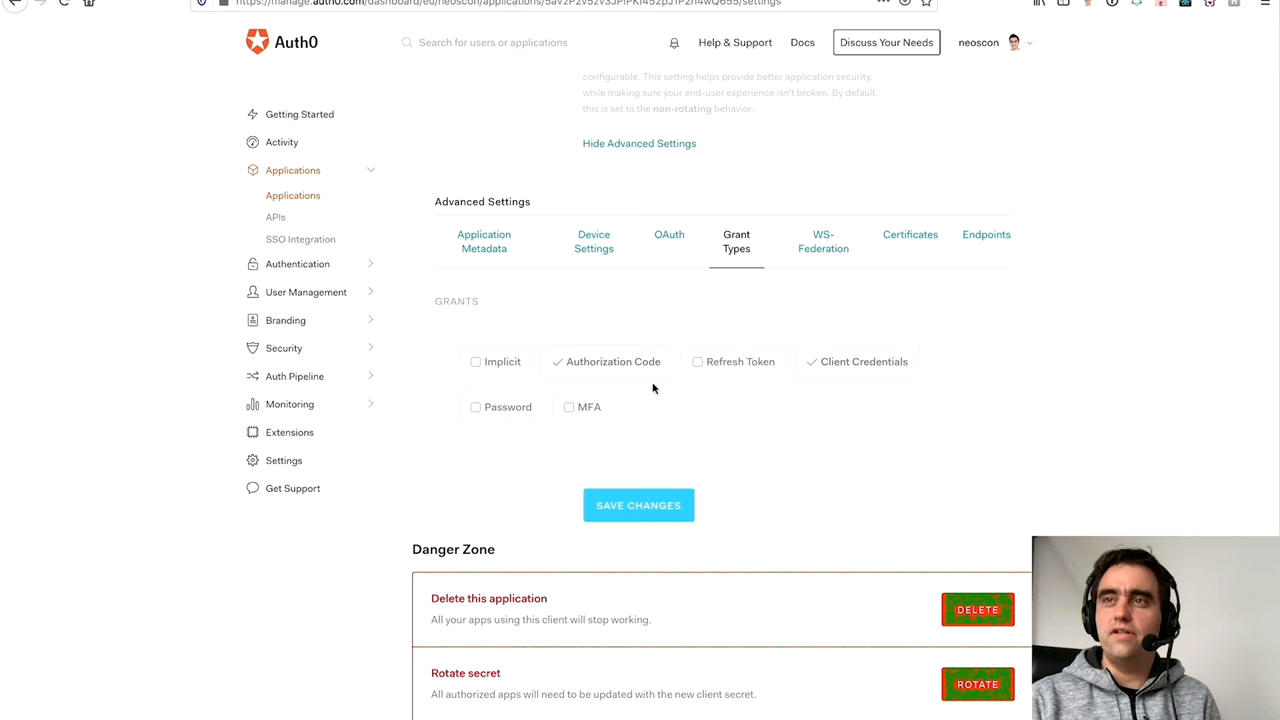 Auth0
Search for users or applications
Help & Support
Docs
Discuss Your Needs
neoscon
Getting Started
Activity
Applications
Applications
APIs
SSO Integration
Authentication
User Management
Branding
Security
Auth Pipeline
Monitoring
Extensions
Settings
Get Support
configurable. This setting helps provide better application security,
while making sure your end-user experience isn't broken. By default,
this is set to the non-rotating behavior.
Hide Advanced Settings
Advanced Settings
Application
Metadata
Device
Settings
OAuth
Grant
Types
WS-
Federation
Certificates
Endpoints
GRANTS
Implicit
Authorization Code
Refresh Token
Client Credentials
Password
MFA
SAVE CHANGES
Danger Zone
Delete this application
All your apps using this client will stop working.
DELETE
Rotate secret
All authorized apps will need to be updated with the new client secret.
ROTATE